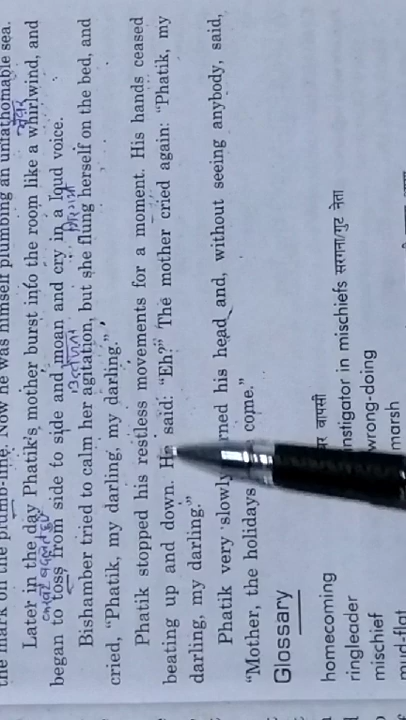 the mark on the plumb-line. Now he was himself plumbing an unfathomable sea.
Later in the day Phatik's mother burst into the room like a whirlwind, and
began to toss from side to side and moan and cry in a loud voice.
Bishamber tried to calm her agitation, but she flung herself on the bed, and
cried, “Phatik, my darling, my darling.”
Phatik stopped his restless movements for a moment. His hands ceased
beating up and down. He said: “Eh?” The mother cried again: “Phatik, my
darling, my darling.”
Phatik very slowly his head and, without seeing anybody, said,
“Mother, the holidays come.”
Glossary
homecoming वापसी
ringleader instigator in mischiefs सरगना/गुट नेता
mischief wrong-doing
mud-flat marsh